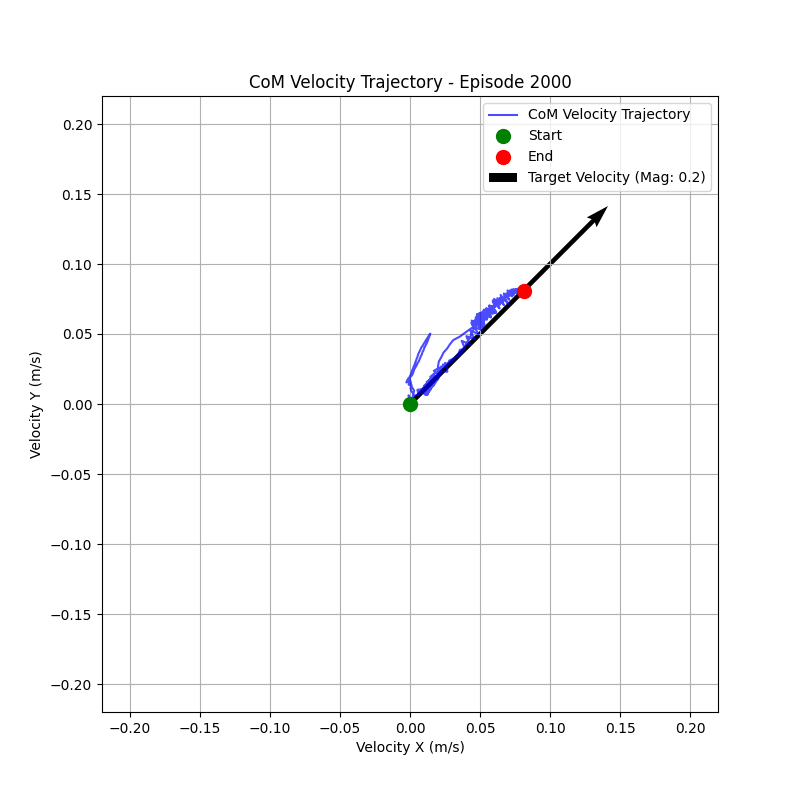 CoM Velocity Trajectory - Episode 2000
CoM Velocity Trajectory
Start
End
Target Velocity (Mag: 0.2)
Velocity Y (m/s)
0.20
0.15
0.10
0.05
0.00
−0.05
−0.10
−0.15
−0.20
−0.20 −0.15 −0.10 −0.05 0.00 0.05 0.10 0.15 0.20
Velocity X (m/s)